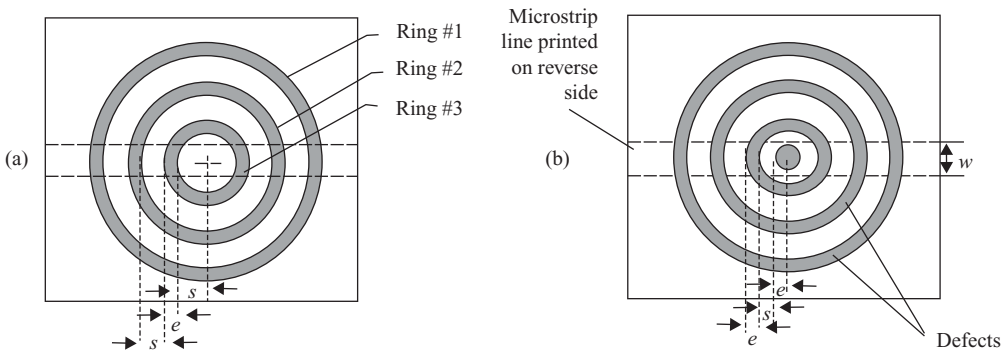 (a)
Ring #1
Ring #2
Ring #3
s
e
s
Microstrip
line printed
on reverse
side
(b)
w
e
s
e
Defects